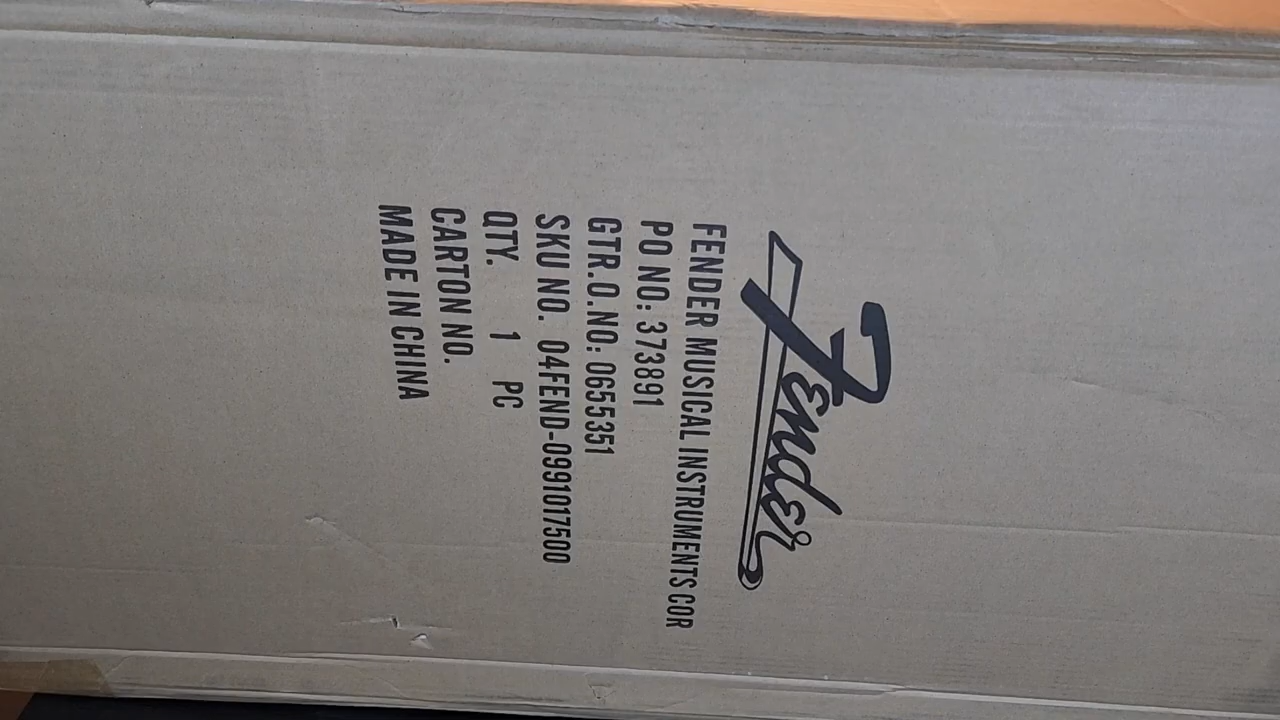 Fender
FENDER MUSICAL INSTRUMENTS COR
PO NO: 373891
GTR.O.NO: 0655351
SKU NO. 04FEND-0991017500
QTY. 1 PC
CARTON NO.
MADE IN CHINA